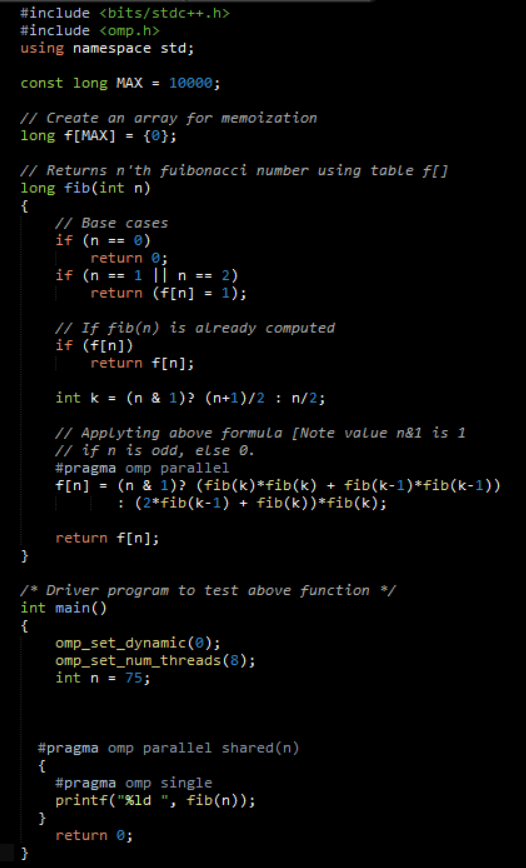 #include <bits/stdc++.h>
#include <omp.h>
using namespace std;
const long MAX = 10000;
// Create an array for memoization
long f[MAX] = {0};
// Returns n'th fuibonacci number using table f[]
long fib(int n)
{
// Base cases
if (n == 0)
return 0;
if (n == 1 || n == 2)
return (f[n] = 1);
// If fib(n) is already computed
if (f[n])
return f[n];
int k = (n & 1)? (n+1)/2 : n/2;
// Applyting above formula [Note value n&1 is 1
// if n is odd, else 0.
#pragma omp parallel
f[n] = (n & 1)? (fib(k)*fib(k) + fib(k-1)*fib(k-1))
: (2*fib(k-1) + fib(k))*fib(k);
return f[n];
}
/* Driver program to test above function */
int main()
{
omp_set_dynamic(0);
omp_set_num_threads(8);
int n = 75;
#pragma omp parallel shared(n)
{
#pragma omp single
printf("%ld ", fib(n));
}
return 0;
}